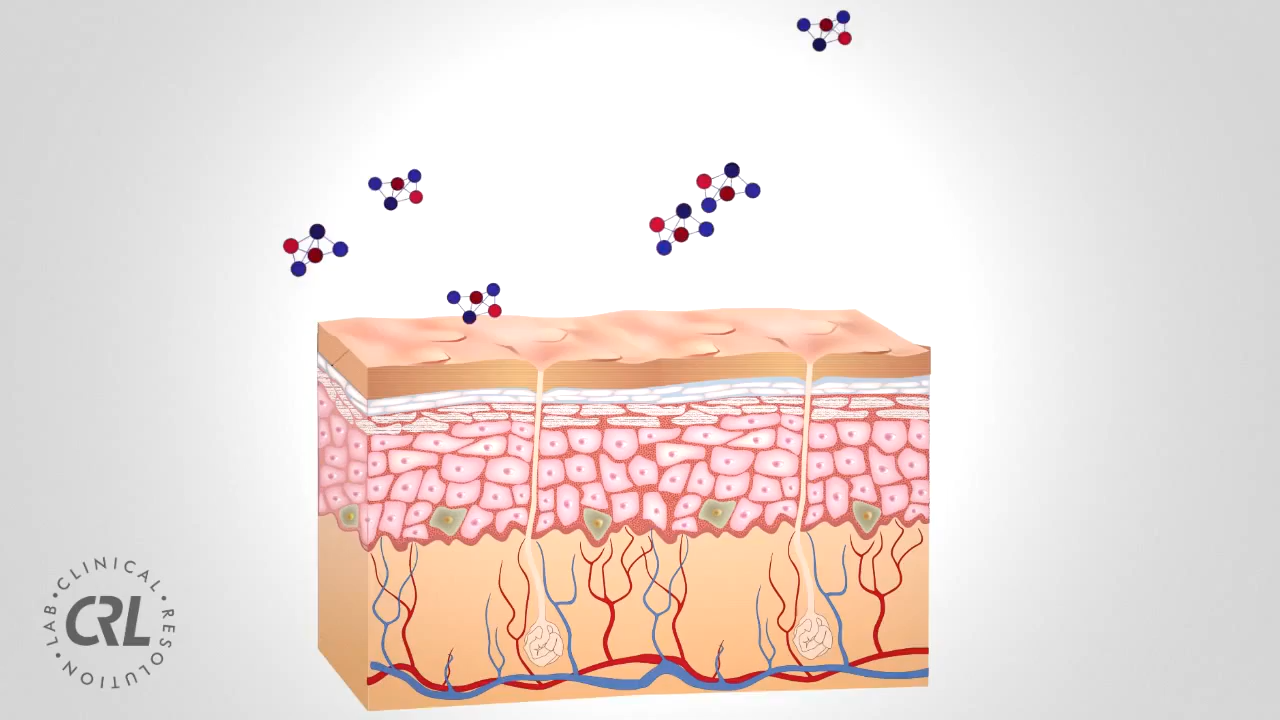 CRL
CLINICAL • RESOLUTION • LAB •